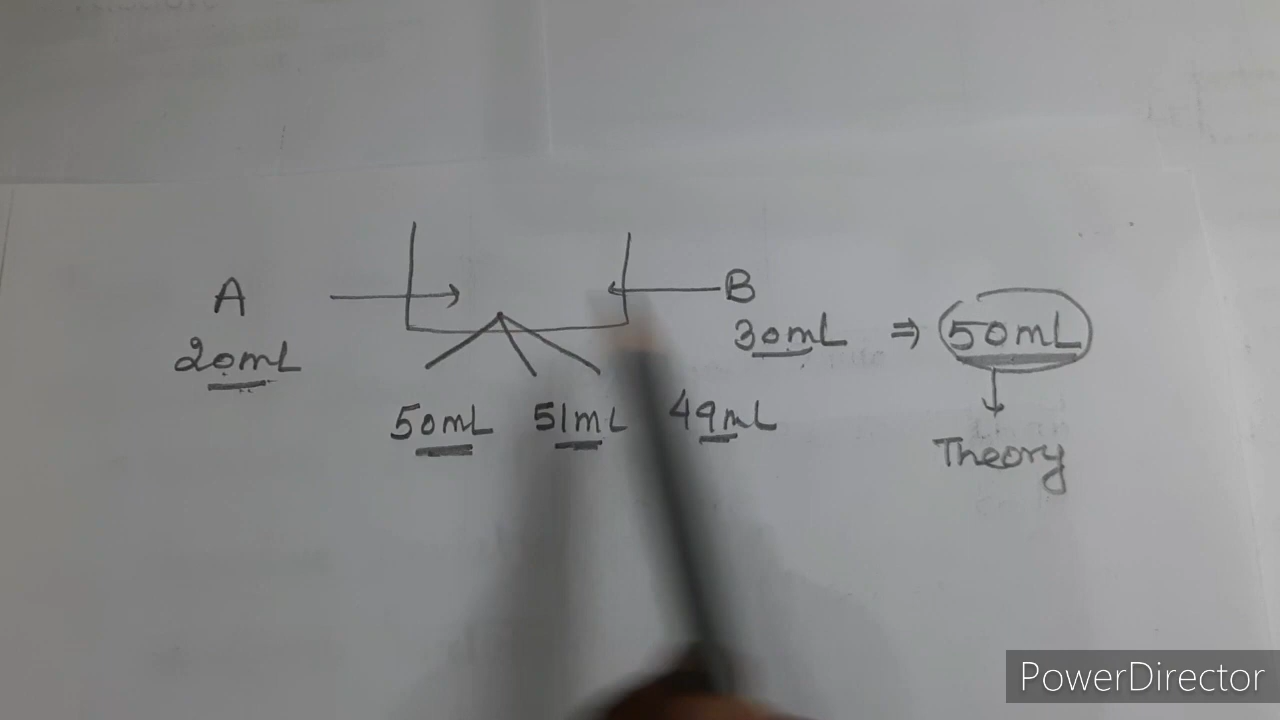 A B
20mL 30mL ⇒ 50mL
50mL 51mL 49mL
Theory
PowerDirector